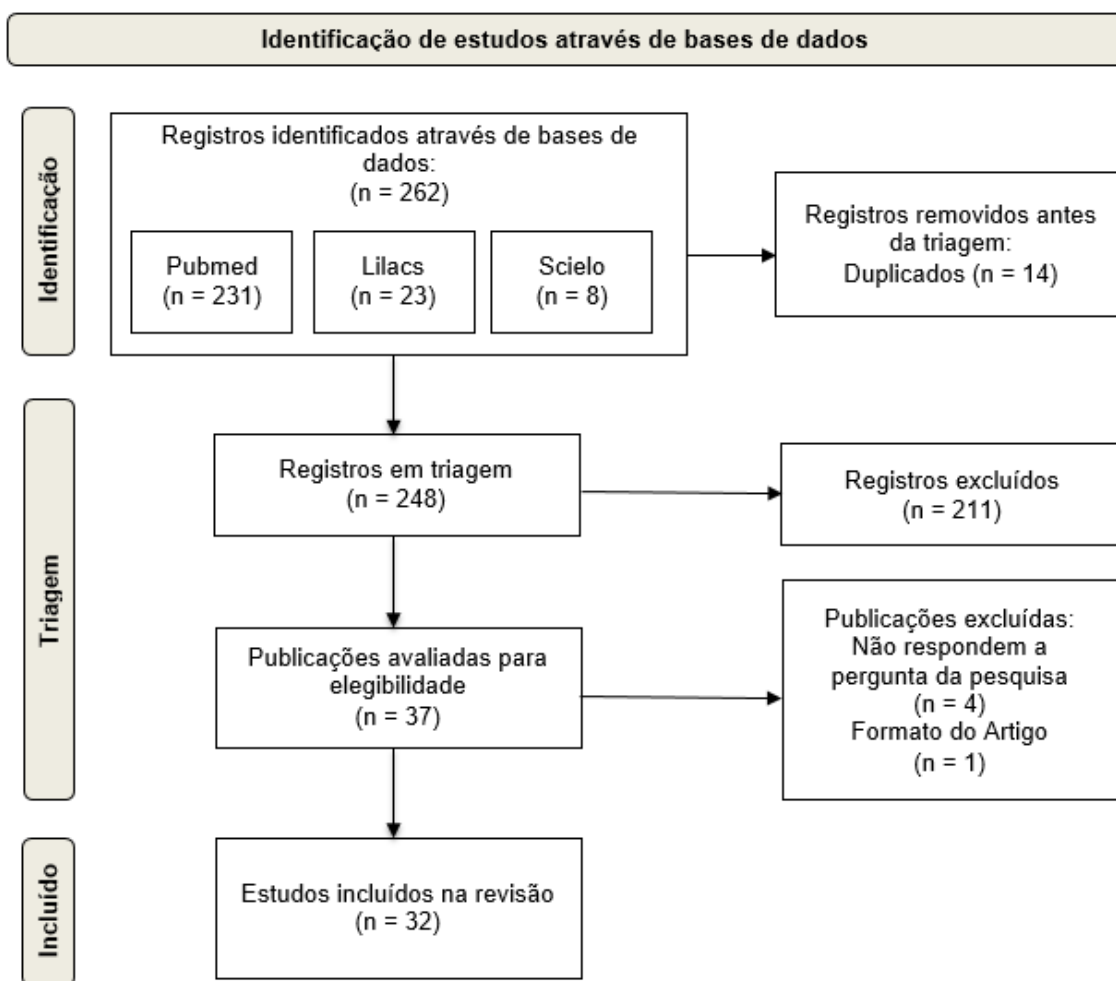 Identificação de estudos através de bases de dados
Identificação
Registros identificados através de bases de
dados:
(n = 262)
Pubmed
(n = 231)
Lilacs
(n = 23)
Scielo
(n = 8)
Registros removidos antes
da triagem:
Duplicados (n = 14)
Triagem
Registros em triagem
(n = 248)
Registros excluídos
(n = 211)
Publicações avaliadas para
elegibilidade
(n = 37)
Publicações excluídas:
Não respondem a
pergunta da pesquisa
(n = 4)
Formato do Artigo
(n = 1)
Incluído
Estudos incluídos na revisão
(n = 32)